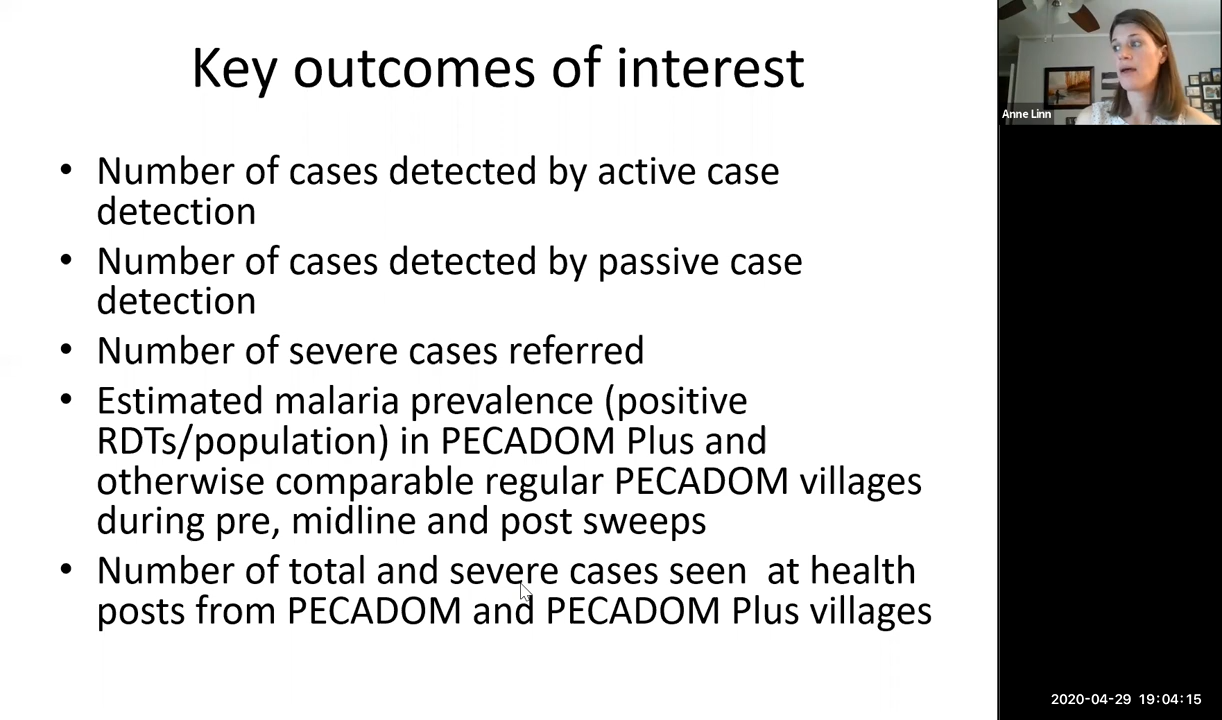 Key outcomes of interest
• Number of cases detected by active case
detection
• Number of cases detected by passive case
detection
• Number of severe cases referred
• Estimated malaria prevalence (positive
RDTs/population) in PECADOM Plus and
otherwise comparable regular PECADOM villages
during pre, midline and post sweeps
• Number of total and severe cases seen  at health
posts from PECADOM and PECADOM Plus villages
Anne Linn
2020-04-29 19:04:15